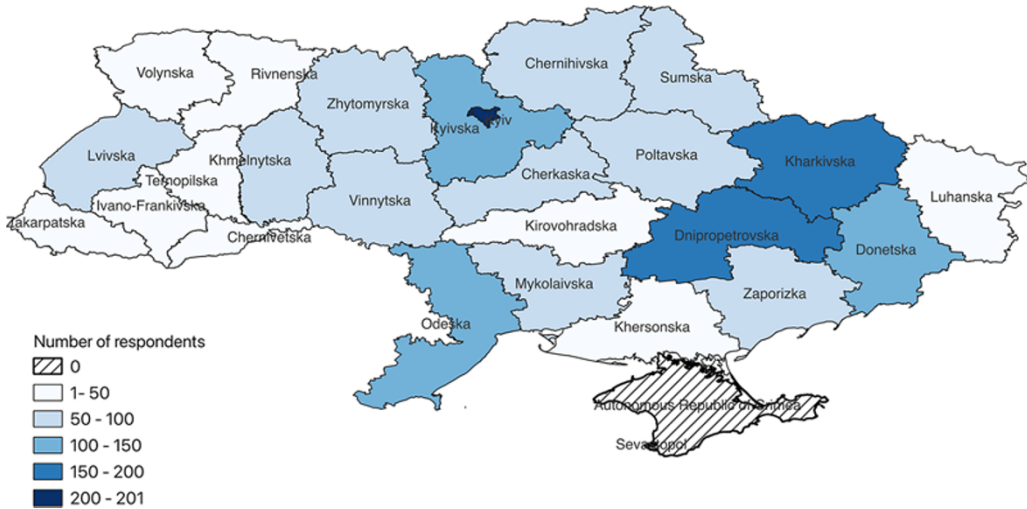 Chernihivska
Volynska
Rivnenska
Sumska
Zhytomyrska
Kyiv
Kyivska
Lvivska
Khmelnytska
Poltavska
Kharkivska
Cherkaska
Ternopilska
Luhanska
Vinnytska
Ivano-Frankivska
Zakarpatska
Kirovohradska
Chernivetska
Dnipropetrovska
Donetska
Mykolaivska
Zaporizka
Odeska
Khersonska
Autonomous Republic of Crimea
Sevastopol
Number of respondents
0
1- 50
50 - 100
100 - 150
150 - 200
200 - 201